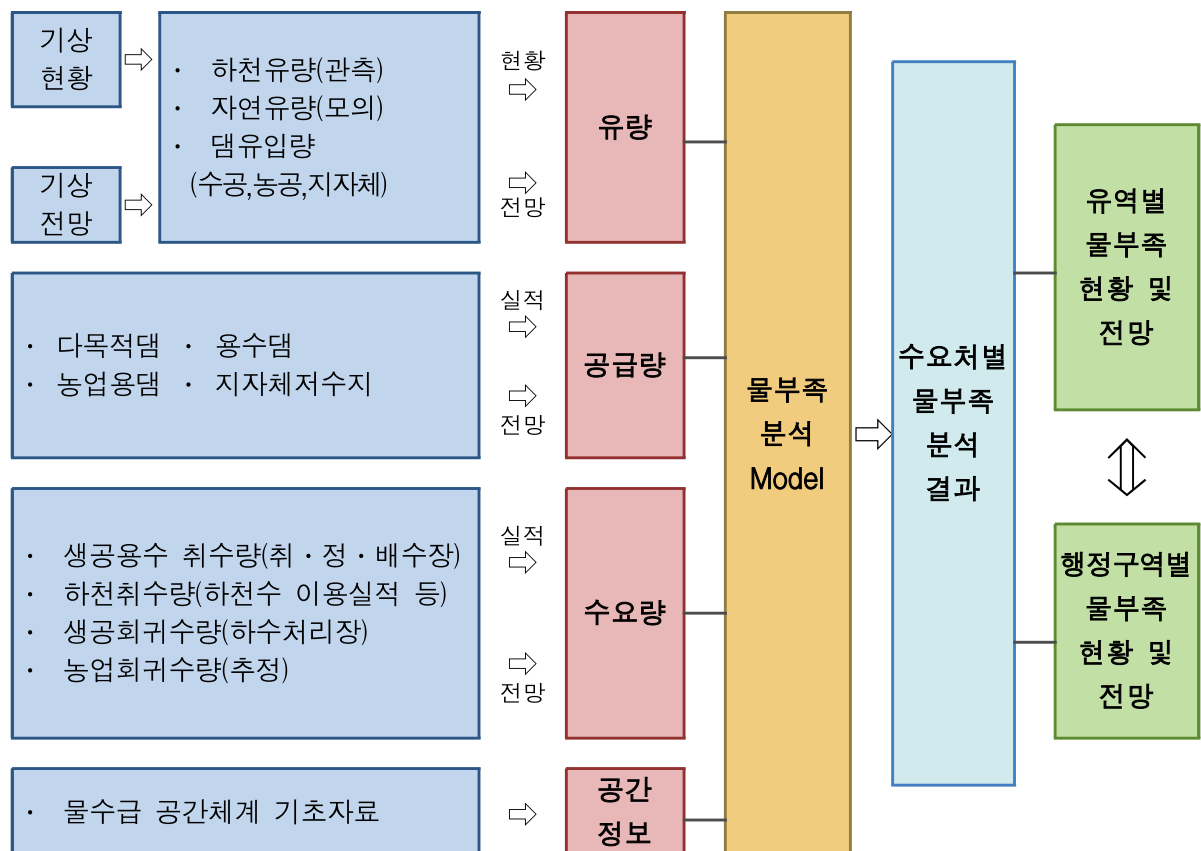 기상
현황
· 하천유량(관측)
· 자연유량(모의)
· 댐유입량
(수공,농공,지자체)
기상
전망
현황
전망
유량
· 다목적댐 · 용수댐
· 농업용댐 · 지자체저수지
실적
전망
공급량
· 생공용수 취수량(취·정·배수장)
· 하천취수량(하천수 이용실적 등)
· 생공회귀수량(하수처리장)
· 농업회귀수량(추정)
실적
전망
수요량
· 물수급 공간체계 기초자료
공간
정보
물부족
분석
Model
수요처별
물부족
분석
결과
유역별
물부족
현황 및
전망
행정구역별
물부족
현황 및
전망